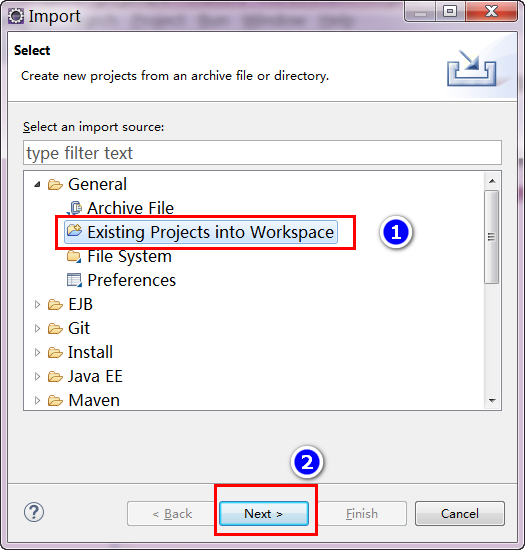 Import
Select
Create new projects from an archive file or directory.
Select an import source:
type filter text
General
Archive File
Existing Projects into Workspace
1
File System
Preferences
EJB
Git
Install
Java EE
Maven
2
?
< Back
Next >
Finish
Cancel